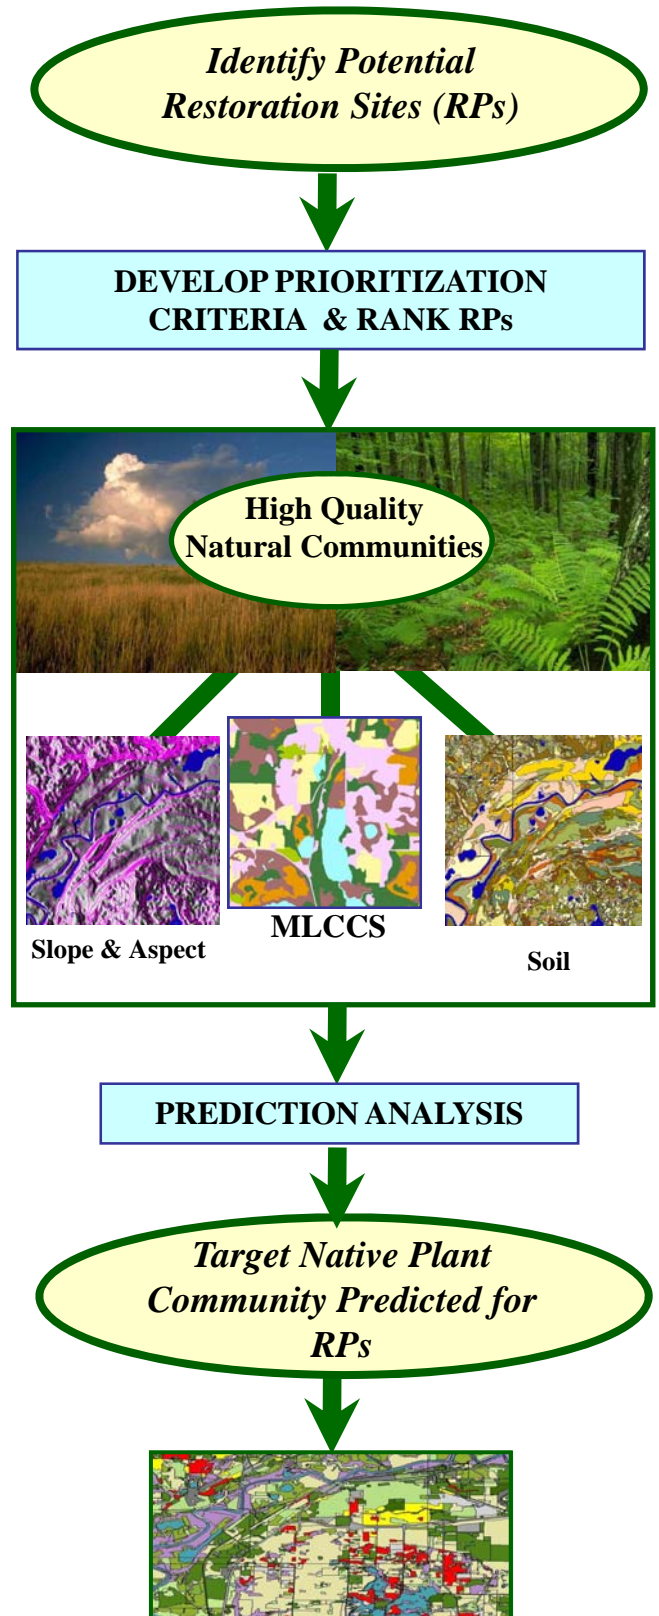 Identify Potential
Restoration Sites (RPs)
DEVELOP PRIORITIZATION
CRITERIA & RANK RPs
High Quality
Natural Communities
Slope & Aspect
MLCCS
Soil
PREDICTION ANALYSIS
Target Native Plant
Community Predicted for
RPs